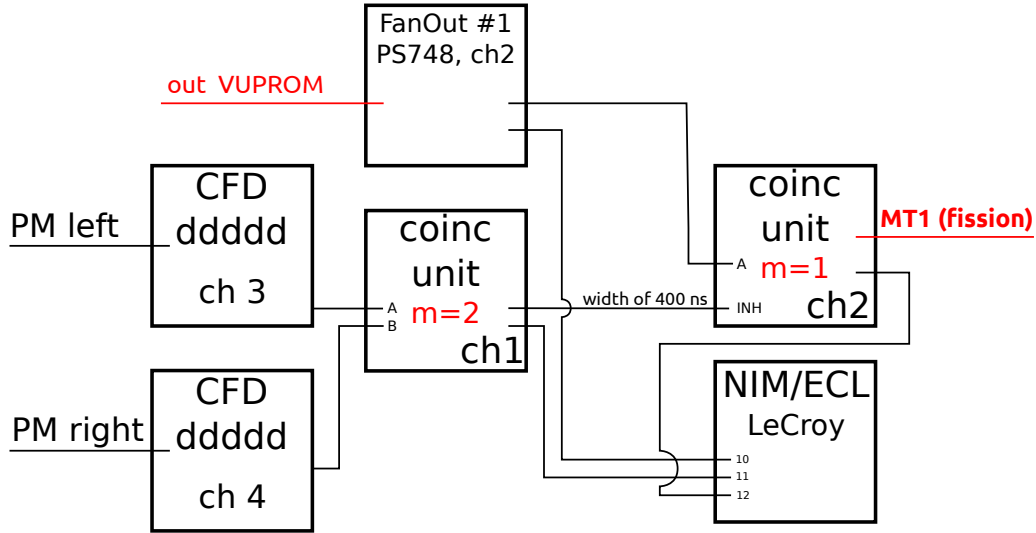 FanOut #1
PS748, ch2
out VUPROM
CFD
ddddd
ch 3
PM left
coinc
unit
m=2
A
B
ch1
coinc
unit
m=1
A
INH
ch2
MT1 (fission)
width of 400 ns
CFD
ddddd
ch 4
PM right
NIM/ECL
LeCroy
10
11
12